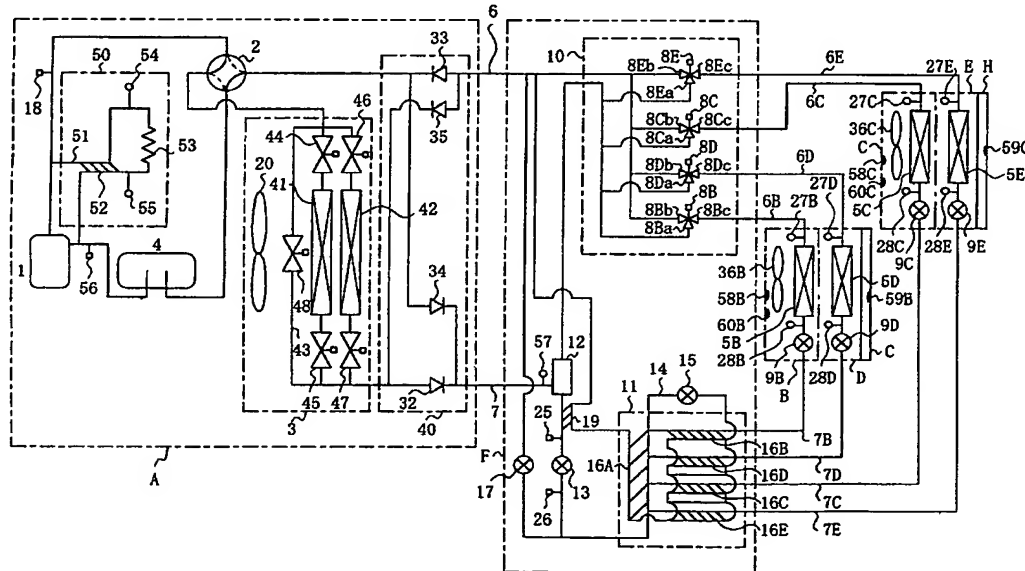 6
2
33
10
8E
8Eb
8Ec
8Ea
6E
27E
E
H
6C
27C
50
54
18
35
46
44
8C
8Cb
8Cc
8Ca
36C
C
51
53
20
41
8D
8Db
8Dc
8Da
6D
58C
60C
59C
5E
52
55
42
8B
8Bb
8Bc
8Ba
6B
27B
27D
5C
28C
9C
28E
9E
1
4
56
48
34
36B
58B
60B
5D
59B
43
57
12
15
14
5B
28B
9D
45
47
32
7
11
9B
28D
C
D
B
3
40
25
19
7B
A
F
17
13
16A
16B
16D
7D
16C
7C
26
16E
7E